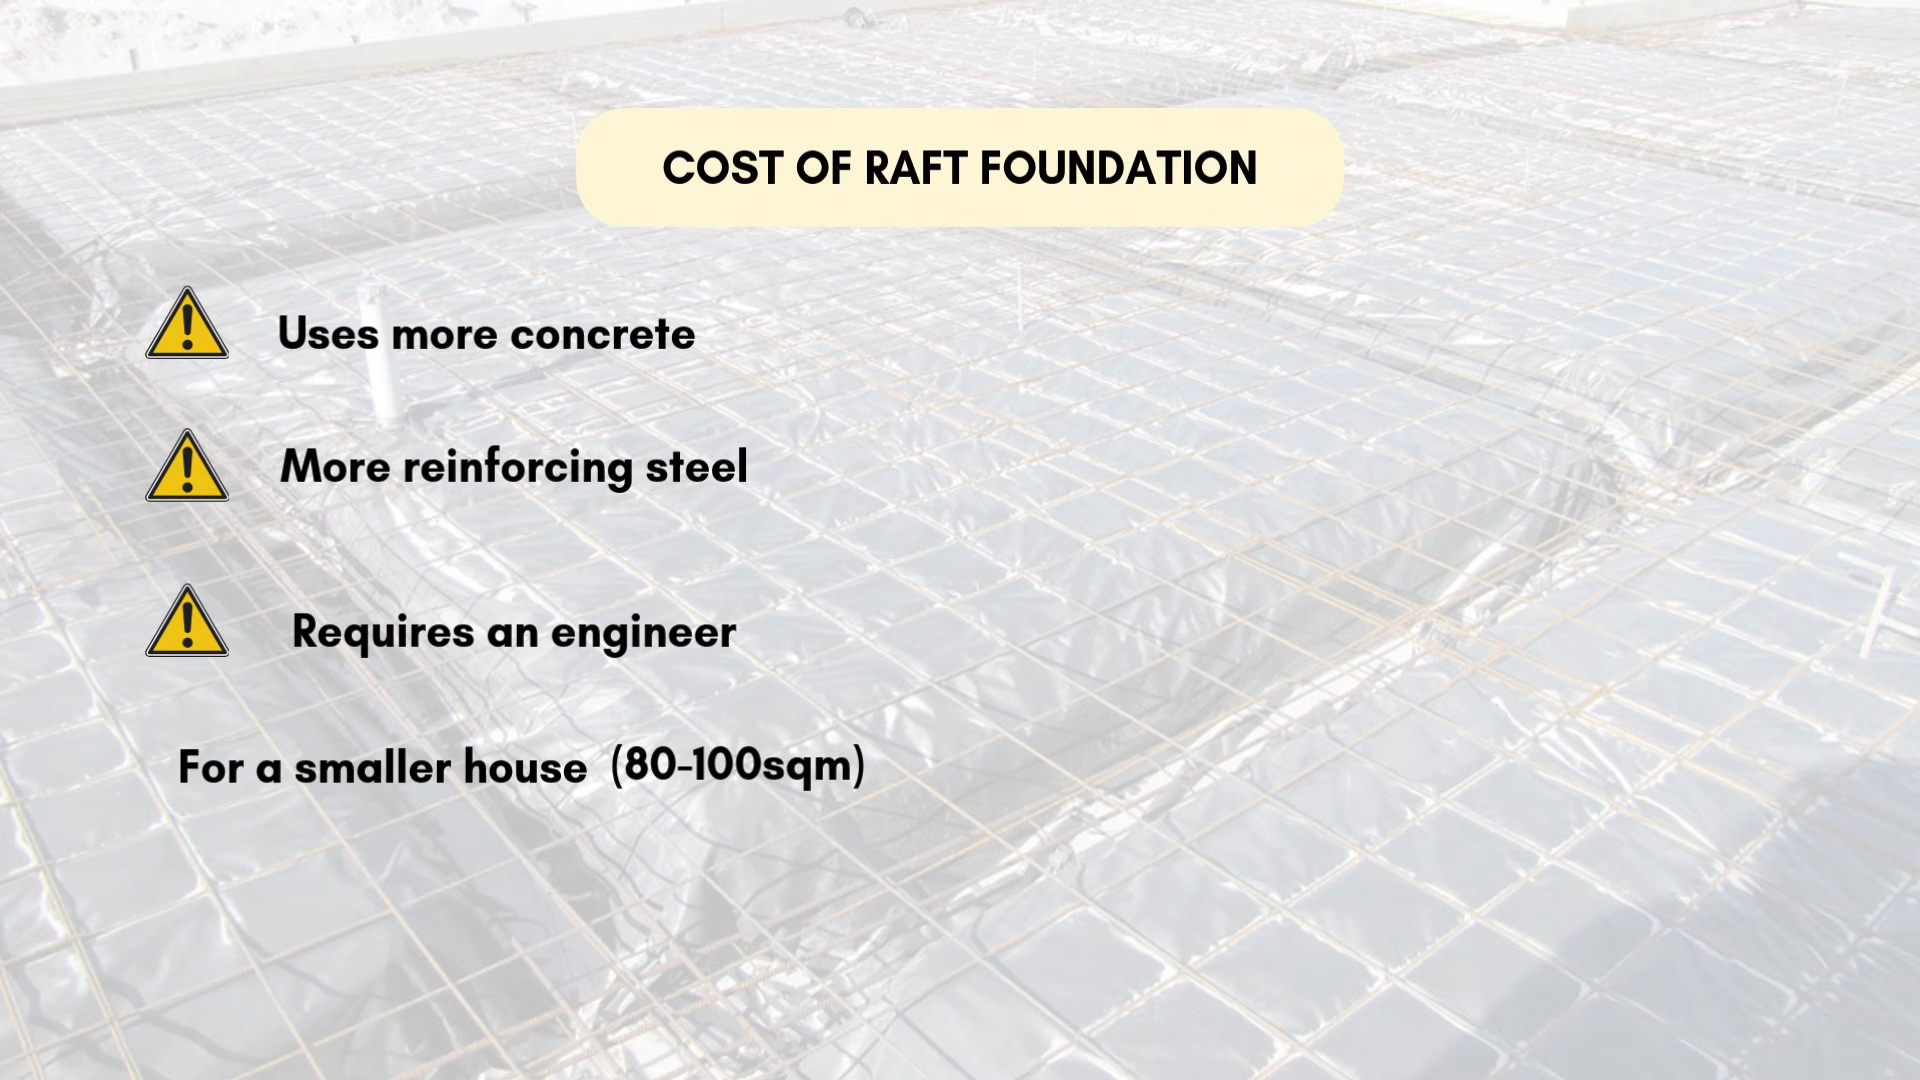 COST OF RAFT FOUNDATION
Uses more concrete
More reinforcing steel
Requires an engineer
For a smaller house (80-100sqm)